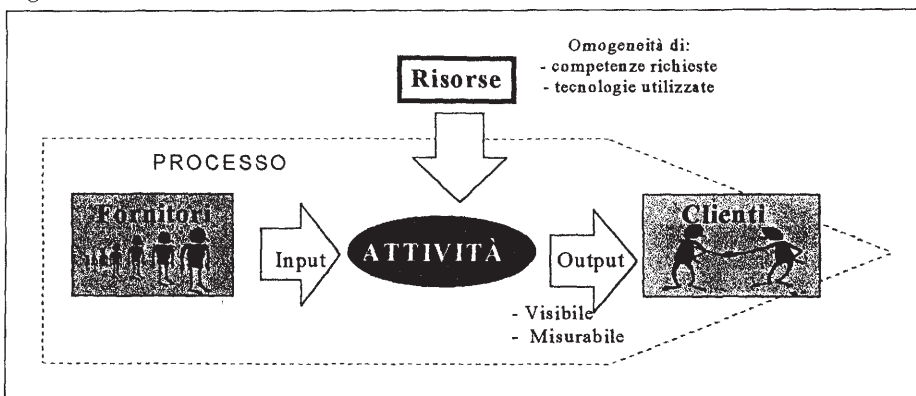 Omogeneità di:
Risorse
- competenze richieste
- tecnologie utilizzate
PROCESSO
Fornitori
Clienti
Input
ATTIVITÀ
Output
- Visibile
- Misurabile